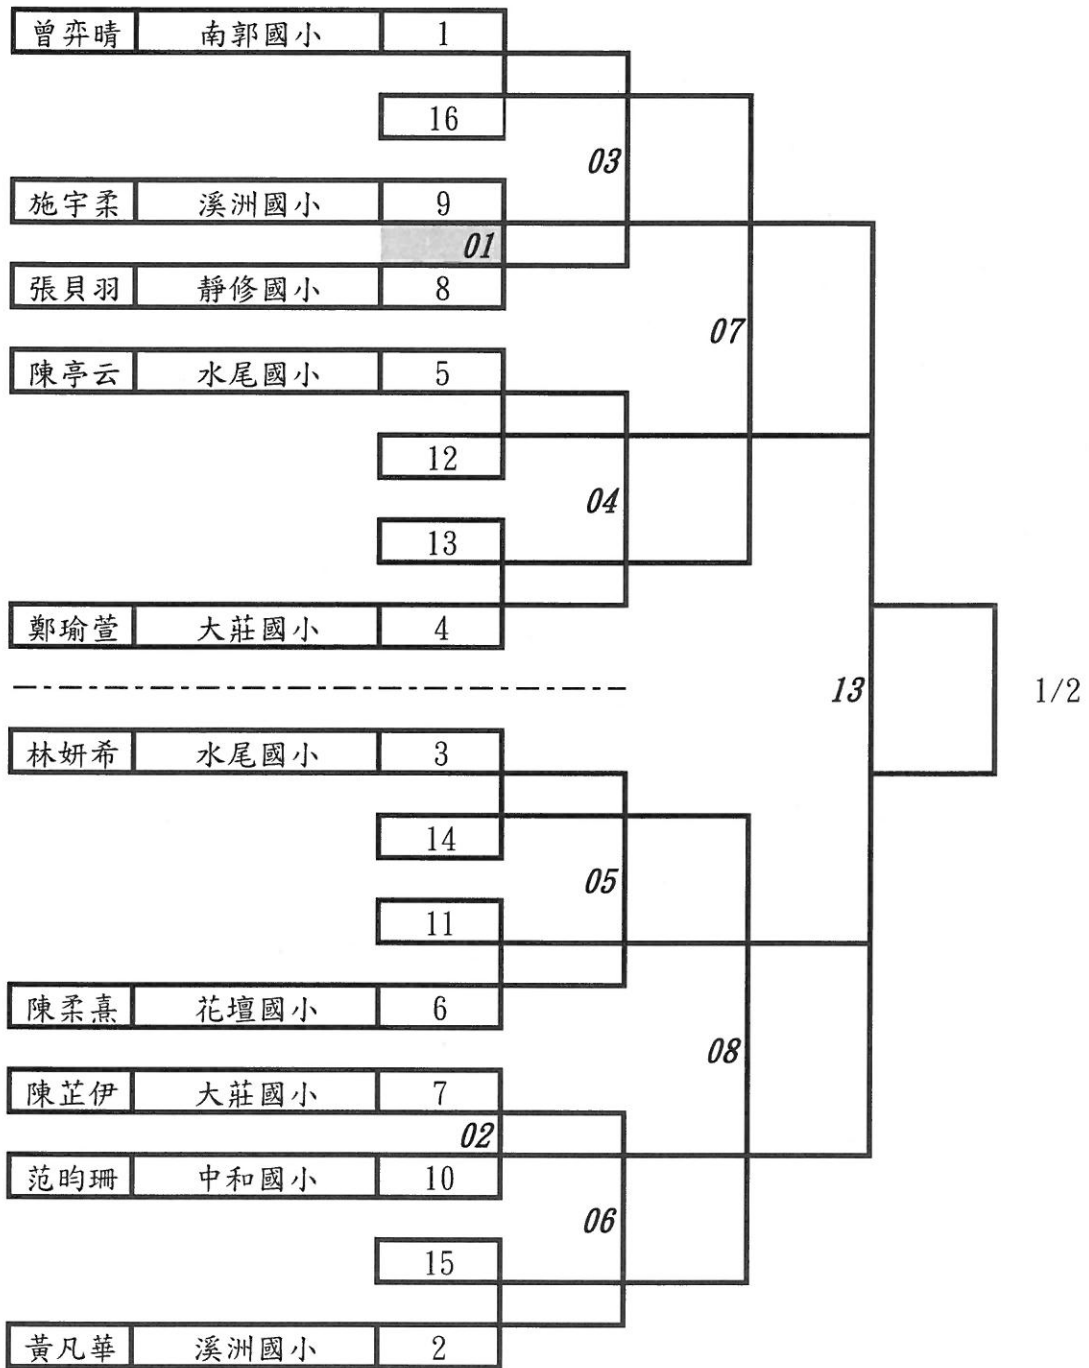 曾弈晴 南郭國小 1
16
03
施宇柔 溪洲國小 9
01
張貝羽 靜修國小 8
07
陳亭云 水尾國小 5
12
04
13
鄭瑜萱 大莊國小 4
13 1/2
林妍希 水尾國小 3
14
05
11
陳柔熹 花壇國小 6
08
陳芷伊 大莊國小 7
02
范昀珊 中和國小 10
06
15
黃凡華 溪洲國小 2